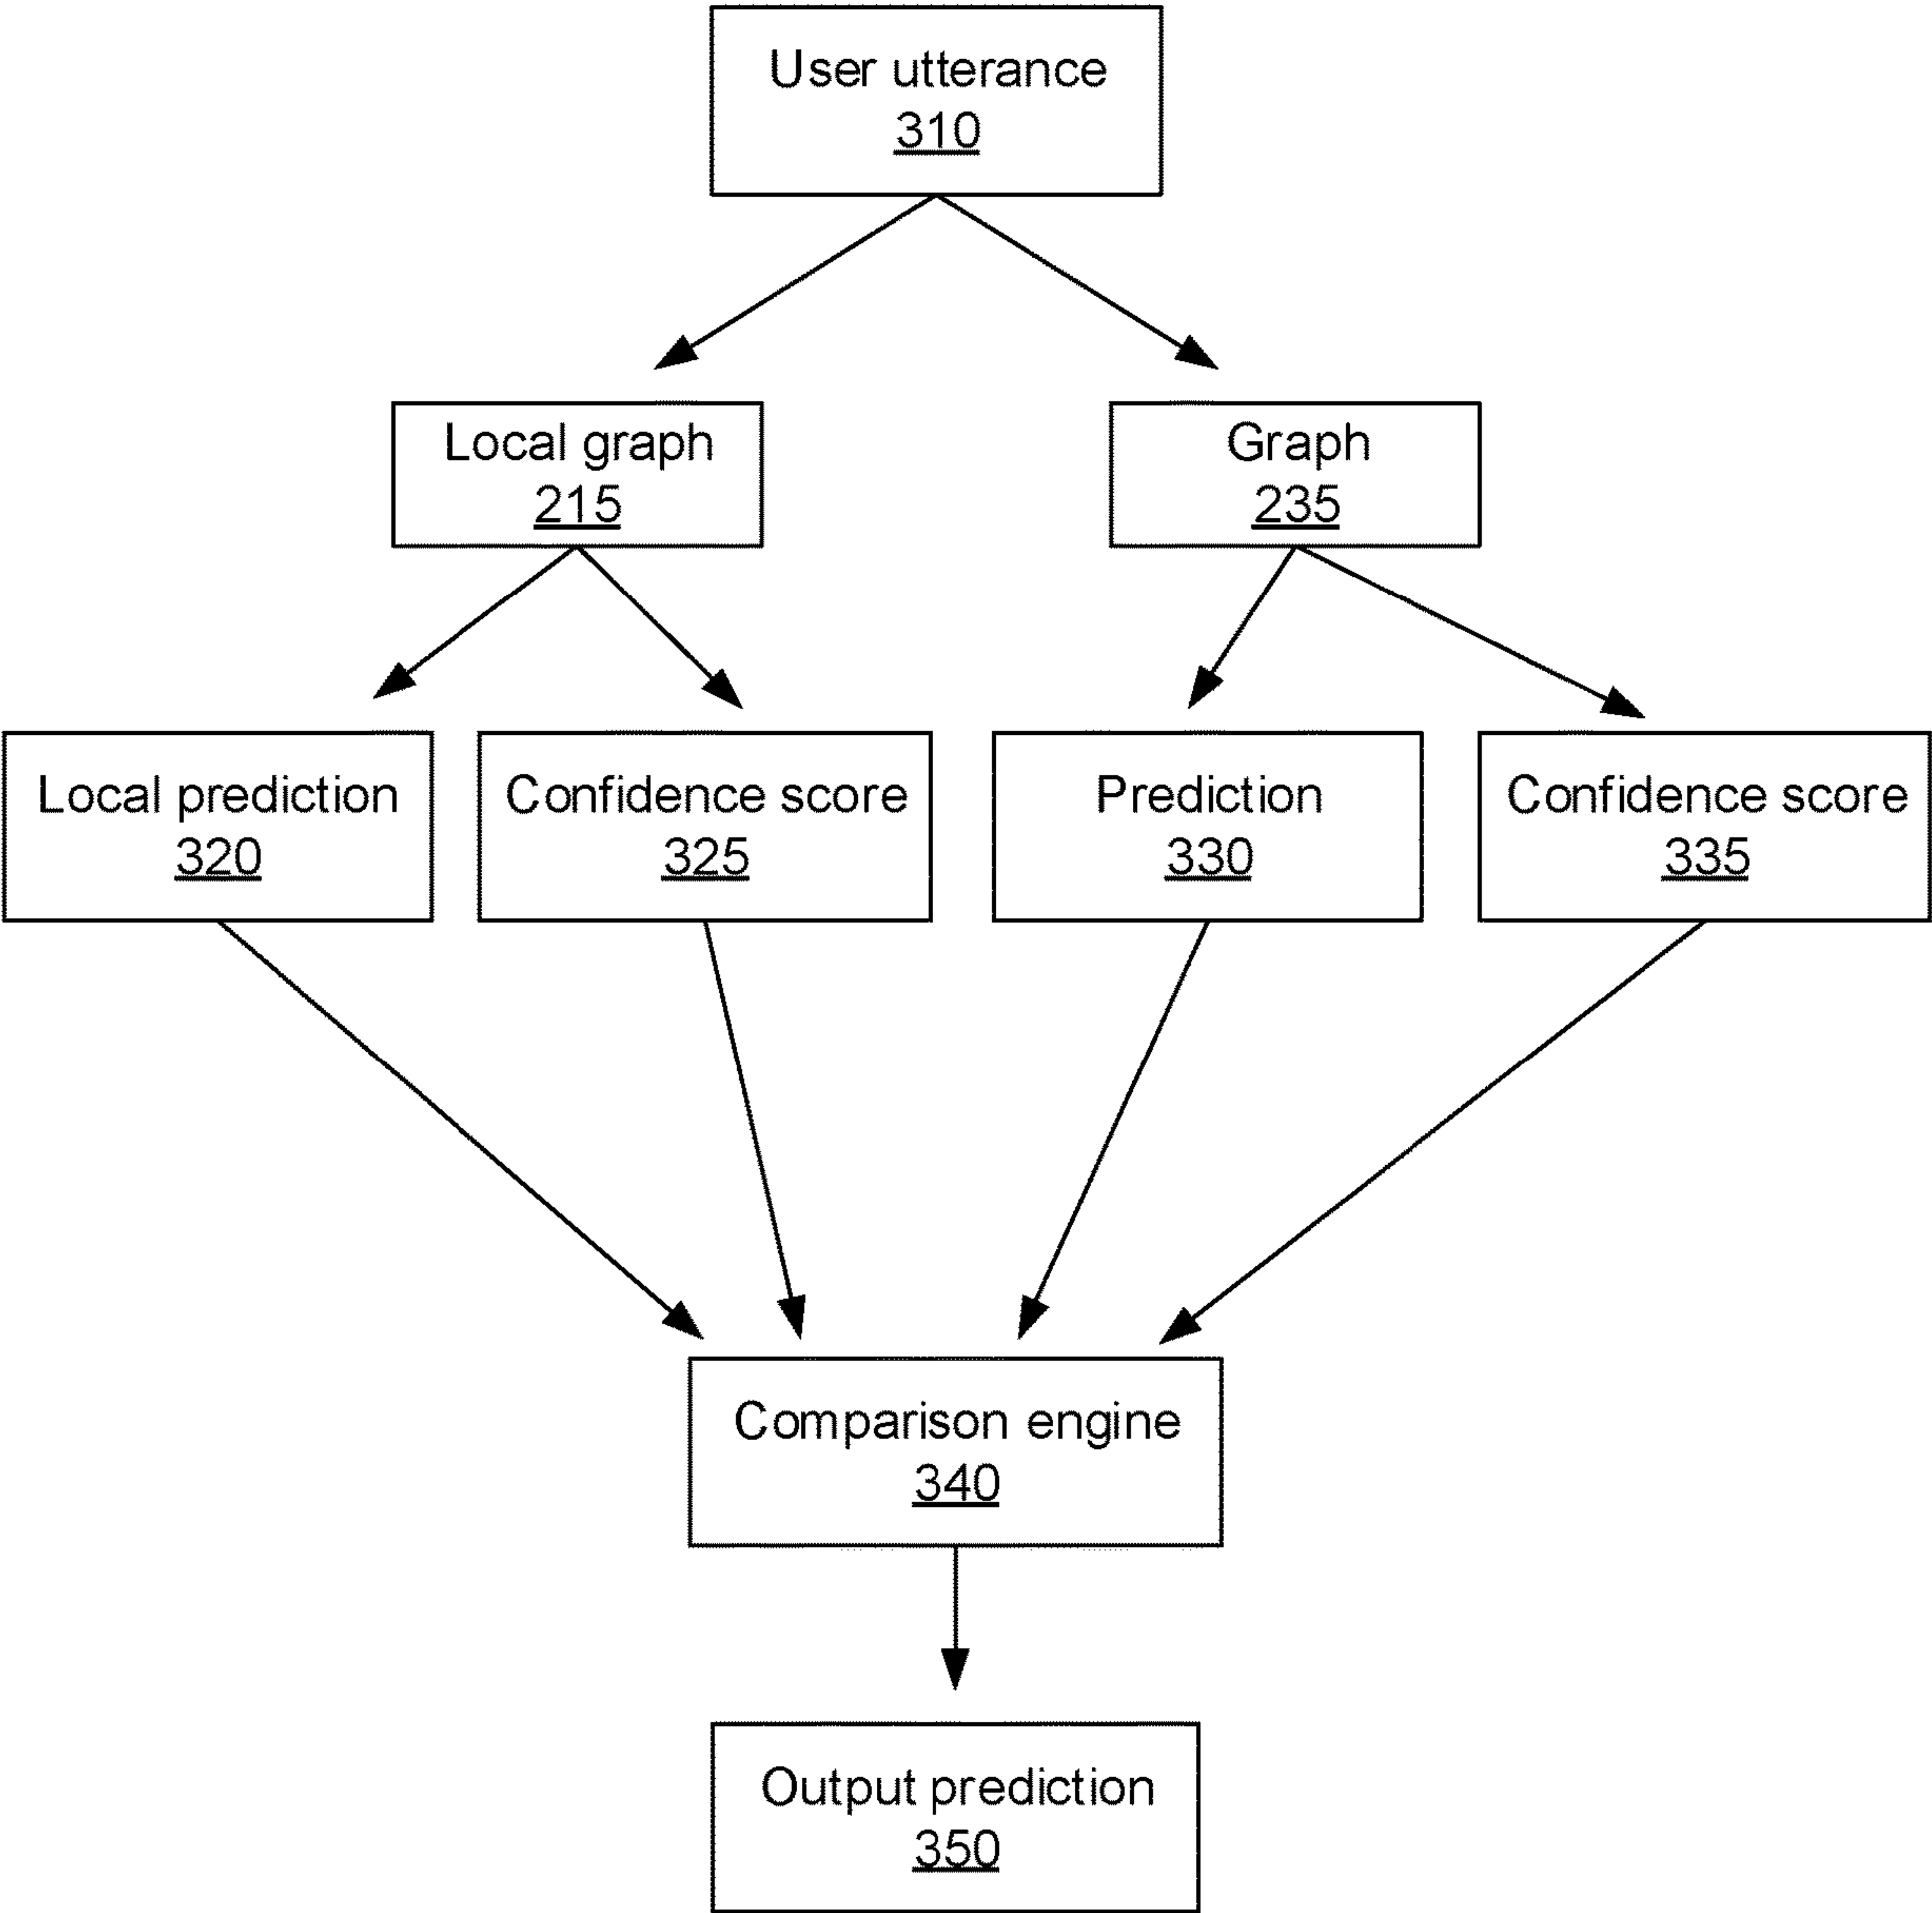 User utterance
310
Local graph
215
Graph
235
Local prediction
320
Confidence score
325
Prediction
330
Confidence score
335
Comparison engine
340
Output prediction
350